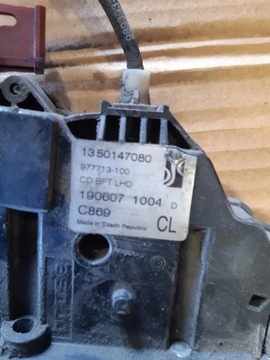 1350147080
977713-100
CD BFT LHD
190607 1004 D
C869
CL
Made in Czech Republic